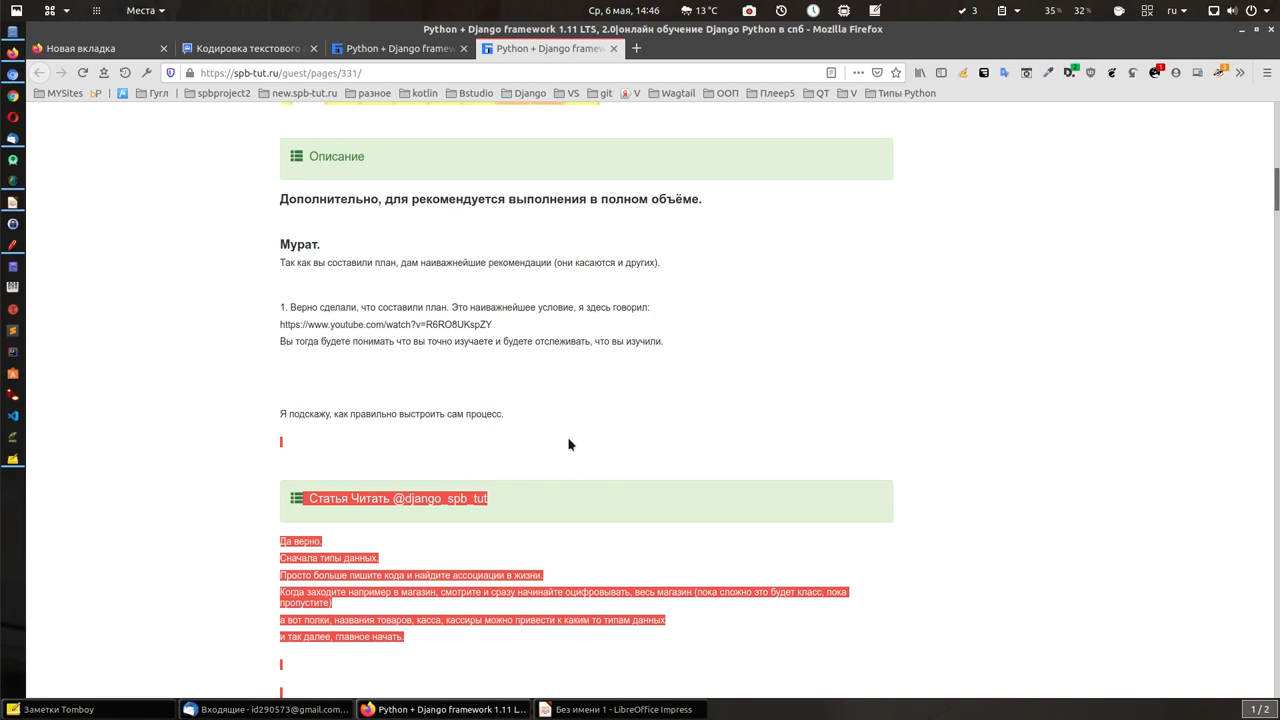 Места
Ср, 6 мая, 14:46
13°C
3
35%
32%
ru
Python + Django framework 1.11 LTS, 2.0|онлайн обучение Django Python в спб - Mozilla Firefox
Новая вкладка
Кодировка текстового
Python + Django framew
Python + Django framew
https://spb-tut.ru/guest/pages/331/
MYSites
bP
Гугл
spbproject2
new.spb-tut.ru
разное
kotlin
Bstudio
Django
VS
git
V
Wagtail
ООП
Плеер5
QT
V
Типы Python
Описание
Дополнительно, для рекомендуется выполнения в полном объёме.
Мурат.
Так как вы составили план, дам наиважнейшие рекомендации (они касаются и других).
1. Верно сделали, что составили план. Это наиважнейшее условие, я здесь говорил:
https://www.youtube.com/watch?v=R6RO8UKspZY
Вы тогда будете понимать что вы точно изучаете и будете отслеживать, что вы изучили.
Я подскажу, как правильно выстроить сам процесс.
Статья Читать @django_spb_tut
Да верно.
Сначала типы данных.
Просто больше пишите кода и найдите ассоциации в жизни.
Когда заходите например в магазин, смотрите и сразу начинайте оцифровывать, весь магазин (пока сложно это будет класс, пока
пропустите)
а вот полки, названия товаров, касса, кассиры можно привести к каким то типам данных
и так далее, главное начать.
Заметки Tomboy
Входящие - id290573@gmail.com...
Python + Django framework 1.11 L...
Без имени 1 - LibreOffice Impress
1 / 2